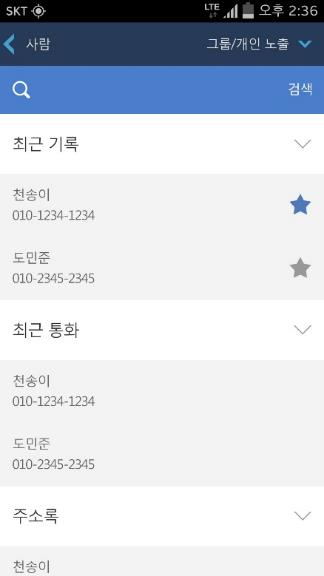 SKT LTE 오후 2:36
사람 그룹/개인 노출
검색
최근 기록
천송이
010-1234-1234
도민준
010-2345-2345
최근 통화
천송이
010-1234-1234
도민준
010-2345-2345
주소록
천송이